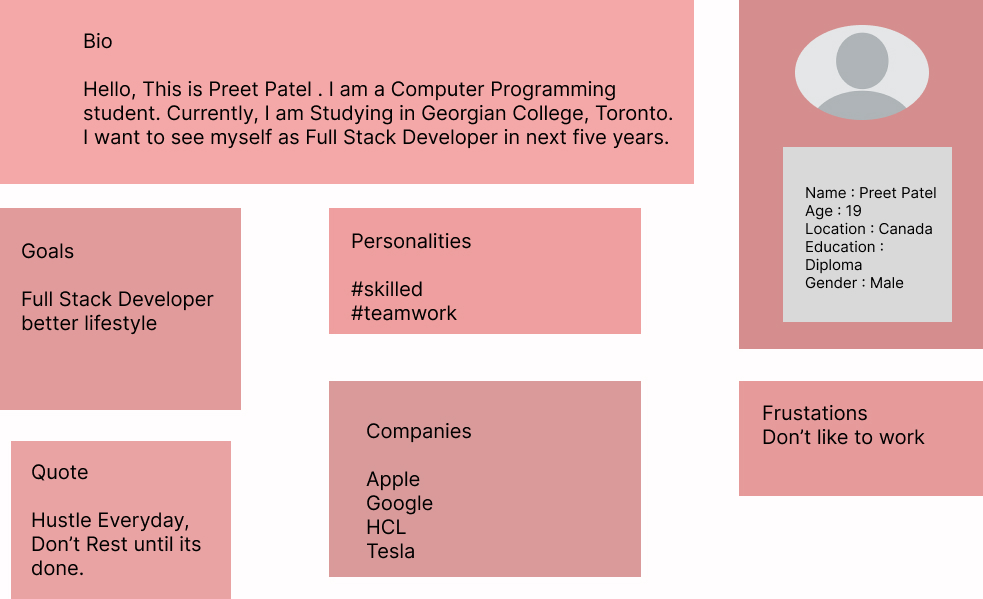 Bio
Hello, This is Preet Patel . I am a Computer Programming
student. Currently, I am Studying in Georgian College, Toronto.
I want to see myself as Full Stack Developer in next five years.
Name : Preet Patel
Age : 19
Location : Canada
Education :
Diploma
Gender : Male
Goals
Full Stack Developer
better lifestyle
Personalities
#skilled
#teamwork
Companies
Apple
Google
HCL
Tesla
Frustations
Don’t like to work
Quote
Hustle Everyday,
Don’t Rest until its
done.